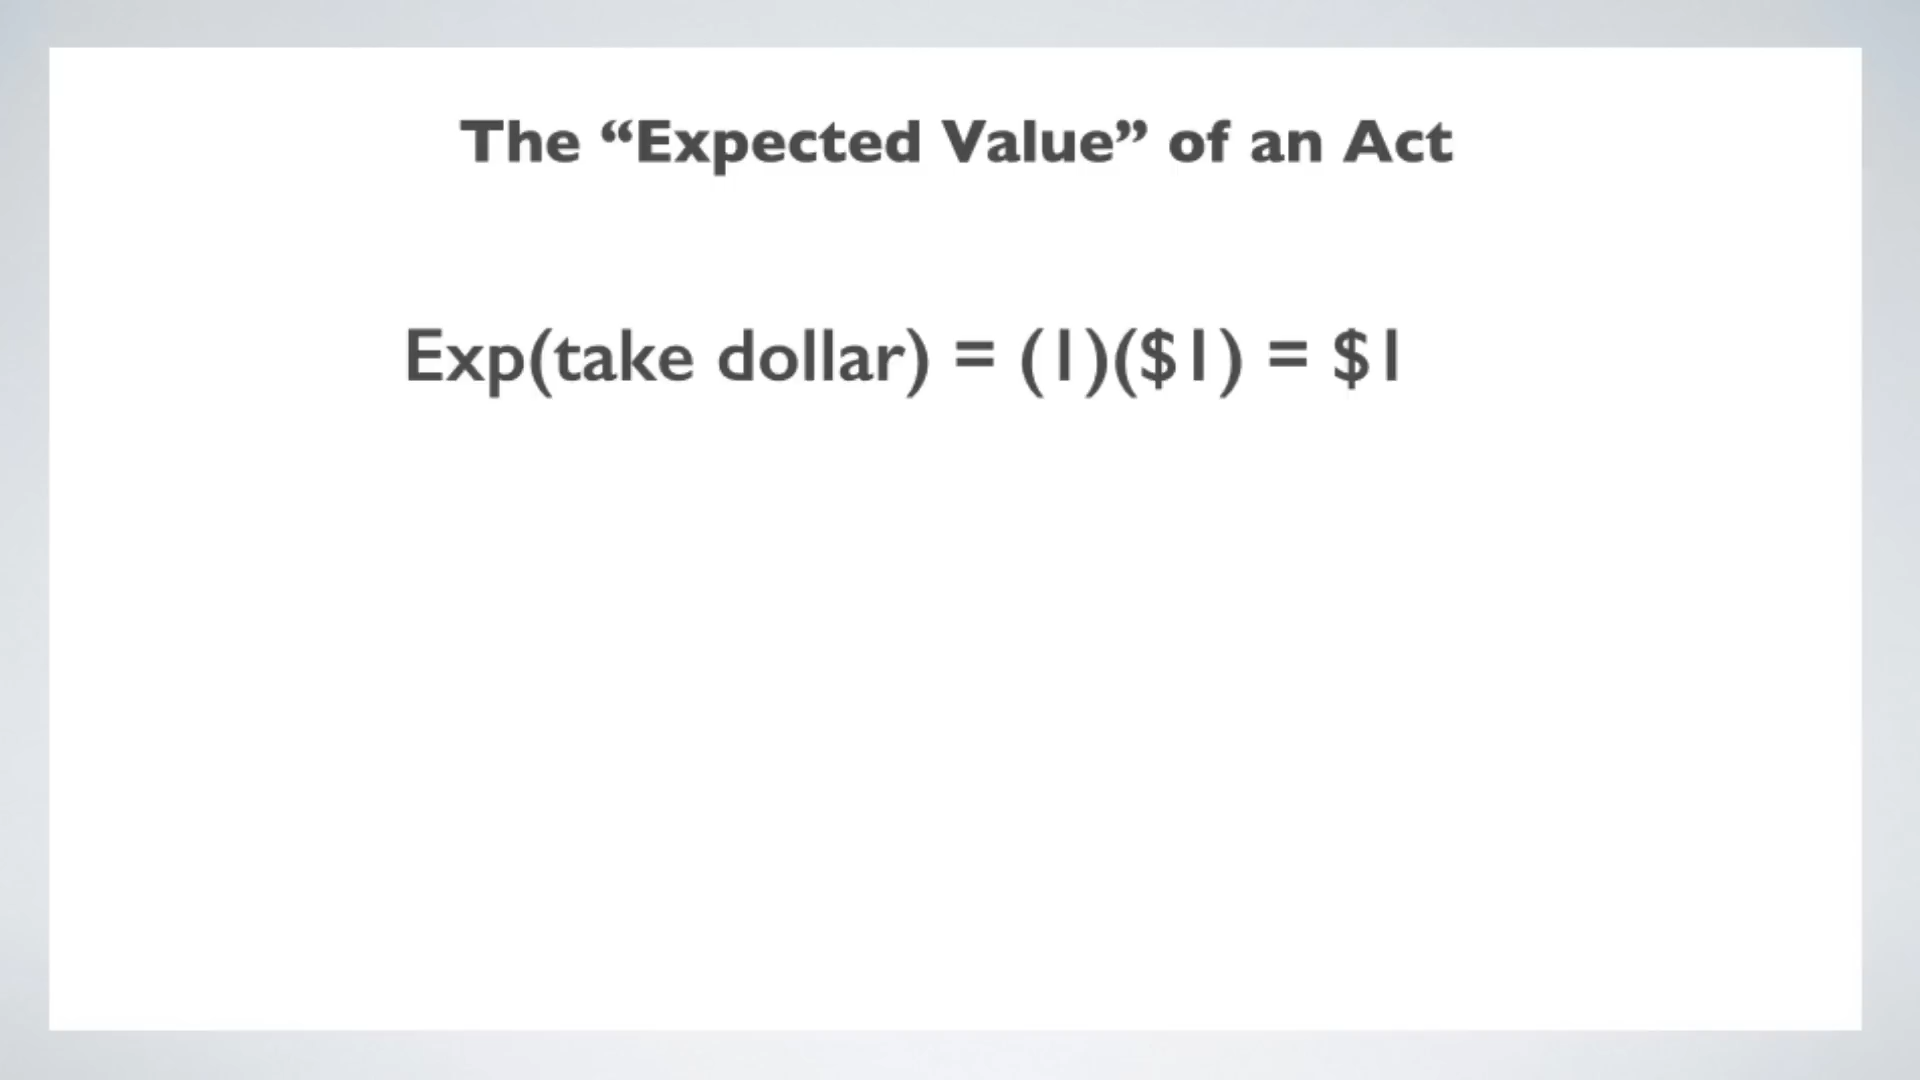 The “Expected Value” of an Act
Exp(take dollar) = (1)($1) = $1